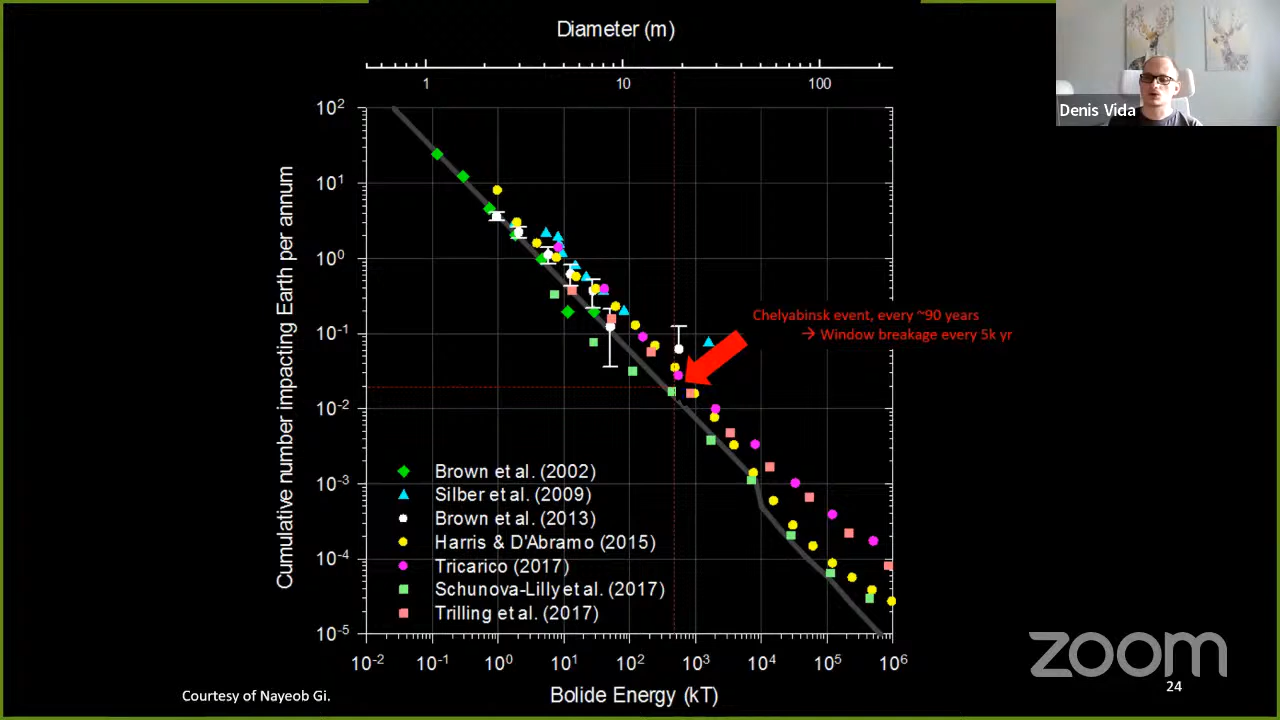 Diameter (m)
1 10 100
Denis Vida
10²
10¹
10⁰
10⁻¹
10⁻²
10⁻³
10⁻⁴
10⁻⁵
Cumulative number impacting Earth per annum
Chelyabinsk event, every ~90 years
→ Window breakage every 5k yr
Brown et al. (2002)
Silber et al. (2009)
Brown et al. (2013)
Harris & D'Abramo (2015)
Tricarico (2017)
Schunova-Lilly et al. (2017)
Trilling et al. (2017)
10⁻² 10⁻¹ 10⁰ 10¹ 10² 10³ 10⁴ 10⁵ 10⁶
Bolide Energy (kT)
Courtesy of Nayeob Gi.
zoom
24